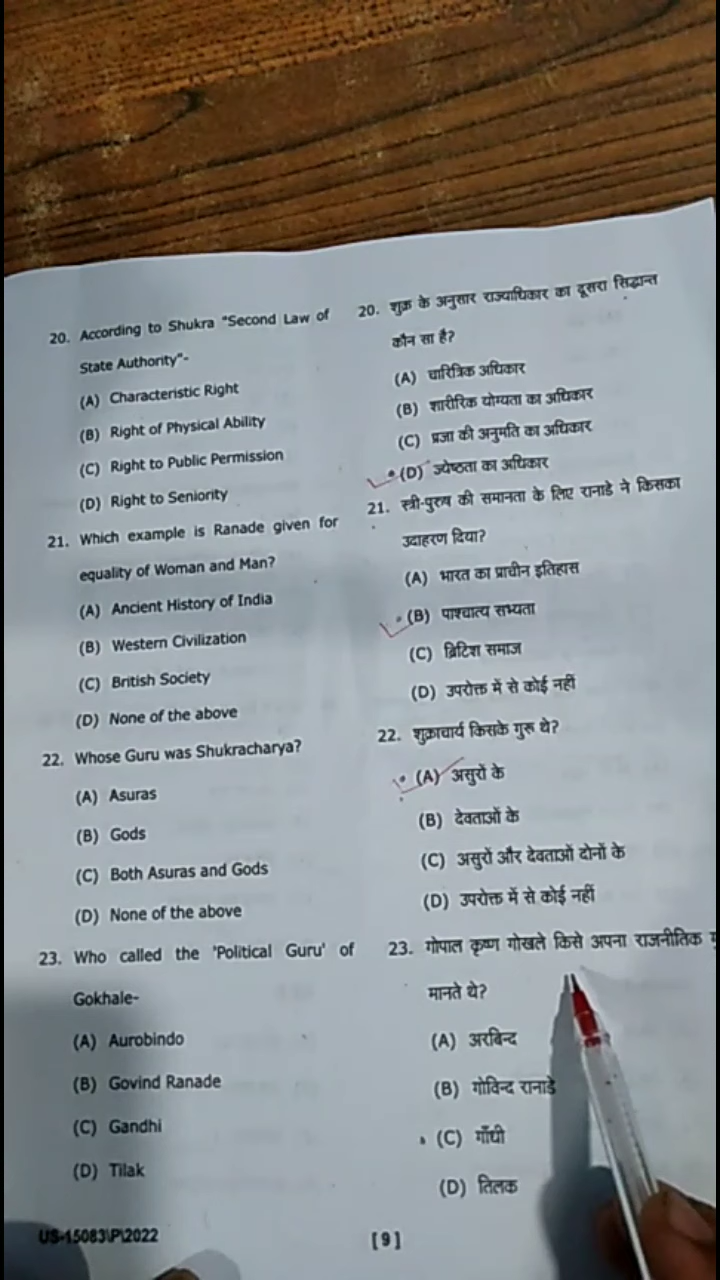 20. According to Shukra "Second Law of
State Authority"-
(A) Characteristic Right
(B) Right of Physical Ability
(C) Right to Public Permission
(D) Right to Seniority
21. Which example is Ranade given for
equality of Woman and Man?
(A) Ancient History of India
(B) Western Civilization
(C) British Society
(D) None of the above
22. Whose Guru was Shukracharya?
(A) Asuras
(B) Gods
(C) Both Asuras and Gods
(D) None of the above
23. Who called the 'Political Guru' of
Gokhale-
(A) Aurobindo
(B) Govind Ranade
(C) Gandhi
(D) Tilak
20. शुक्र के अनुसार राज्याधिकार का दूसरा सिद्धान्त
कौन सा है?
(A) चारित्रिक अधिकार
(B) शारीरिक योग्यता का अधिकार
(C) प्रजा की अनुमति का अधिकार
(D) ज्येष्ठता का अधिकार
21. स्त्री-पुरुष की समानता के लिए रानाडे ने किसका
उदाहरण दिया?
(A) भारत का प्राचीन इतिहास
(B) पाश्चात्य सभ्यता
(C) ब्रिटिश समाज
(D) उपरोक्त में से कोई नहीं
22. शुक्राचार्य किसके गुरू थे?
(A) असुरों के
(B) देवताओं के
(C) असुरों और देवताओं दोनों के
(D) उपरोक्त में से कोई नहीं
23. गोपाल कृष्ण गोखले किसे अपना राजनीतिक
मानते थे?
(A) अरबिन्द
(B) गोविन्द रानाडे
(C) गाँधी
(D) तिलक
US-15083\P\2022
[9]